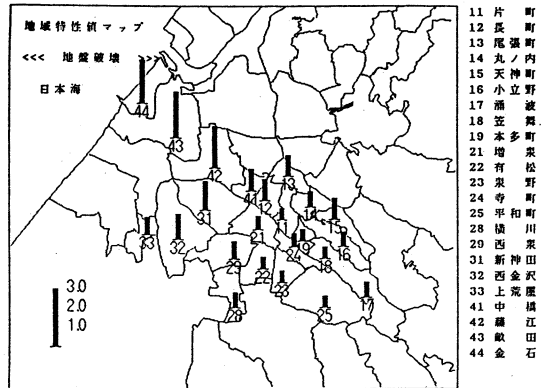 地域特性値マップ
<<< 地盤破壊 >>>
日本海
44
43
42
41
12
13
31
14
15
11
21
33
32
24
19
16
29
18
22
23
17
28
25
3.0
2.0
1.0
11 片町
12 長町
13 尾張町
14 丸ノ内
15 天神町
16 小立野
17 涌波
18 笠舞
19 本多町
21 増泉
22 有松
23 泉野
24 寺町
25 平和町
28 横川
29 西泉
31 新神田
32 西金沢
33 上荒屋
41 中橋
42 藤江
43 畝田
44 金石